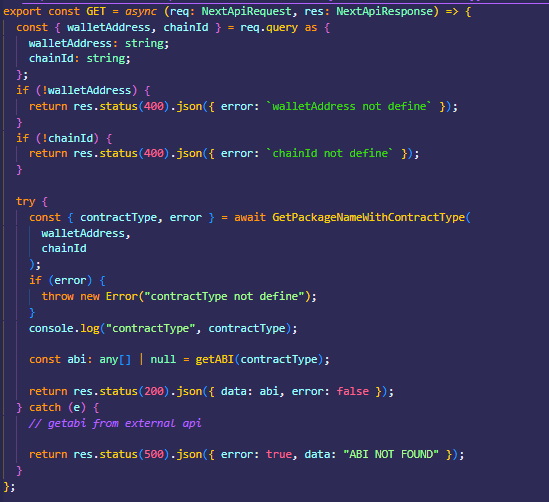 export const GET = async (req: NextApiRequest, res: NextApiResponse) => {
  const { walletAddress, chainId } = req.query as {
    walletAddress: string;
    chainId: string;
  };
  if (!walletAddress) {
    return res.status(400).json({ error: `walletAddress not define` });
  }
  if (!chainId) {
    return res.status(400).json({ error: `chainId not define` });
  }

  try {
    const { contractType, error } = await GetPackageNameWithContractType(
      walletAddress,
      chainId
    );
    if (error) {
      throw new Error("contractType not define");
    }
    console.log("contractType", contractType);

    const abi: any[] | null = getABI(contractType);

    return res.status(200).json({ data: abi, error: false });
  } catch (e) {
    // getabi from external api

    return res.status(500).json({ error: true, data: "ABI NOT FOUND" });
  }
};